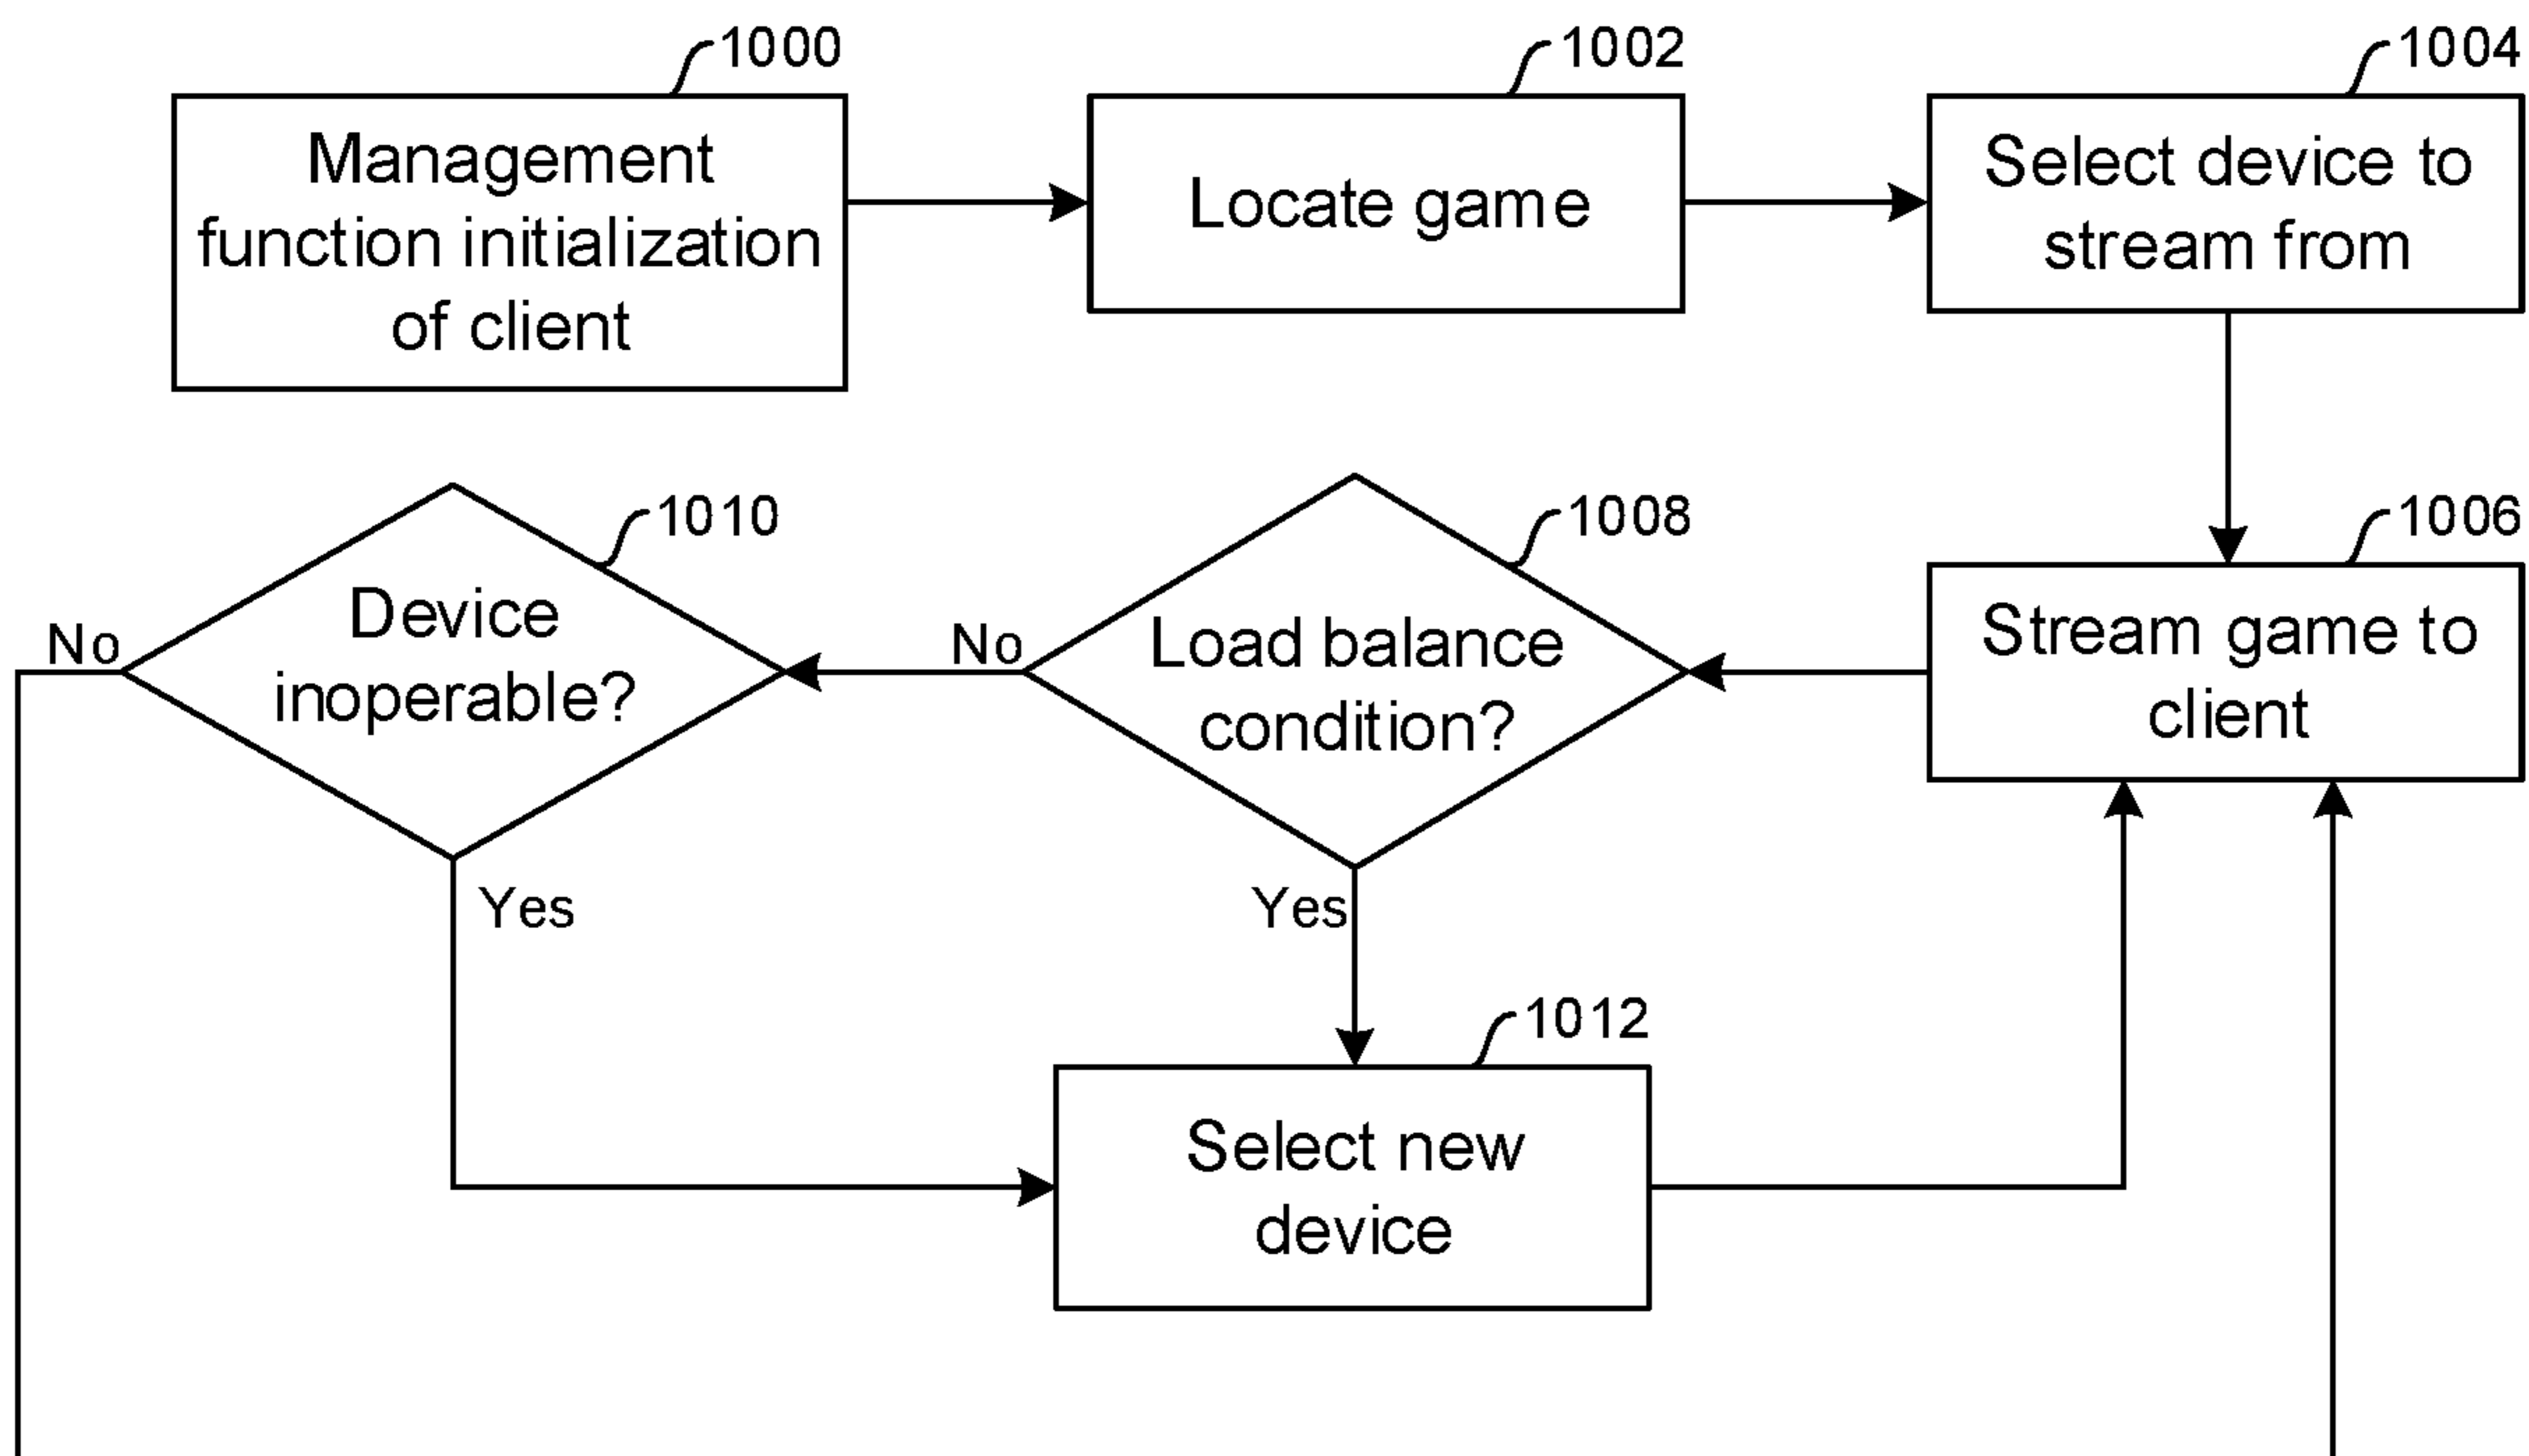 1000
Management
function initialization
of client
1002
Locate game
1004
Select device to
stream from
1006
Stream game to
client
1008
Load balance
condition?
No
Yes
1010
Device
inoperable?
No
Yes
1012
Select new
device